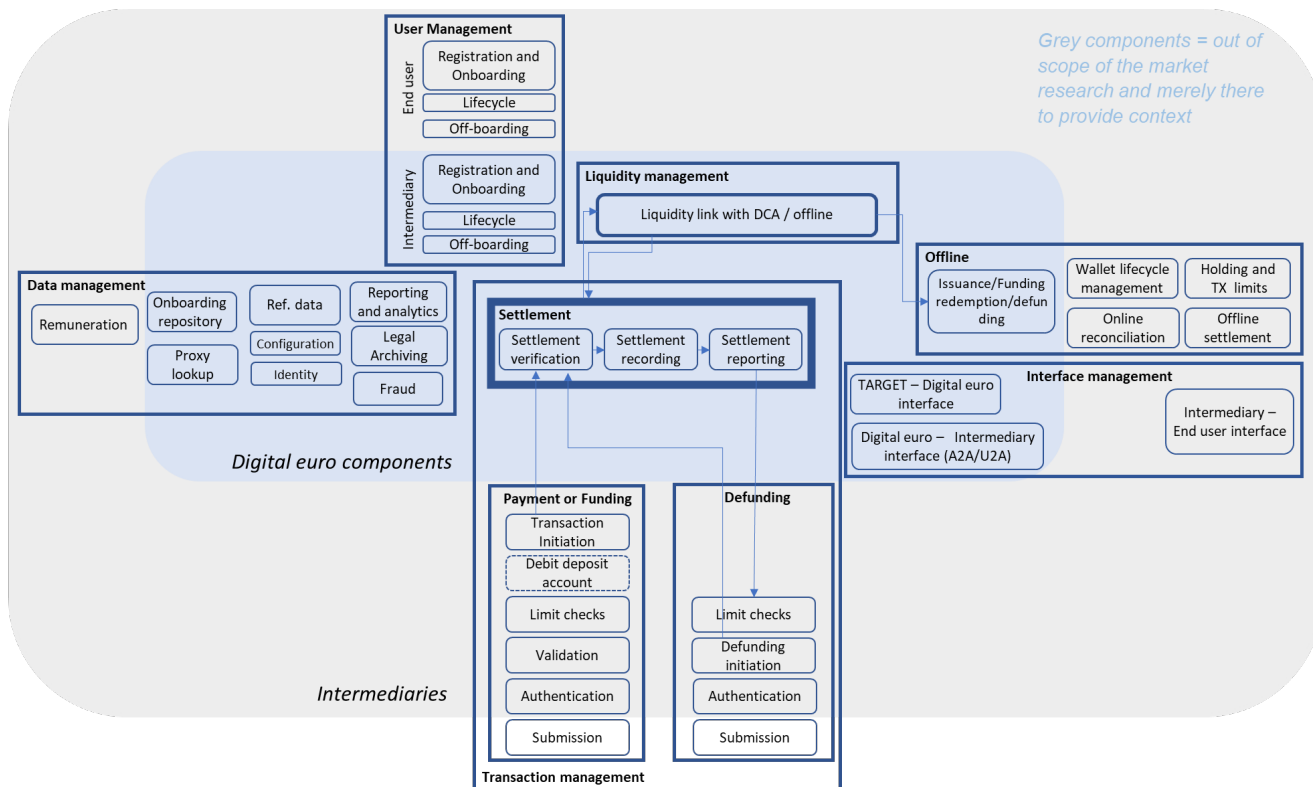 User Management
End user
Registration and
Onboarding
Lifecycle
Off-boarding
Intermediary
Registration and
Onboarding
Lifecycle
Off-boarding
Grey components = out of
scope of the market
research and merely there
to provide context
Liquidity management
Liquidity link with DCA / offline
Data management
Remuneration
Onboarding
repository
Proxy
lookup
Ref. data
Configuration
Identity
Reporting
and analytics
Legal
Archiving
Fraud
Settlement
Settlement
verification
Settlement
recording
Settlement
reporting
Offline
Issuance/Funding
redemption/defun
ding
Wallet lifecycle
management
Holding and
TX limits
Online
reconciliation
Offline
settlement
Interface management
TARGET – Digital euro
interface
Digital euro – Intermediary
interface (A2A/U2A)
Intermediary –
End user interface
Digital euro components
Payment or Funding
Transaction
Initiation
Debit deposit
account
Limit checks
Validation
Authentication
Submission
Defunding
Limit checks
Defunding
initiation
Authentication
Submission
Intermediaries
Transaction management